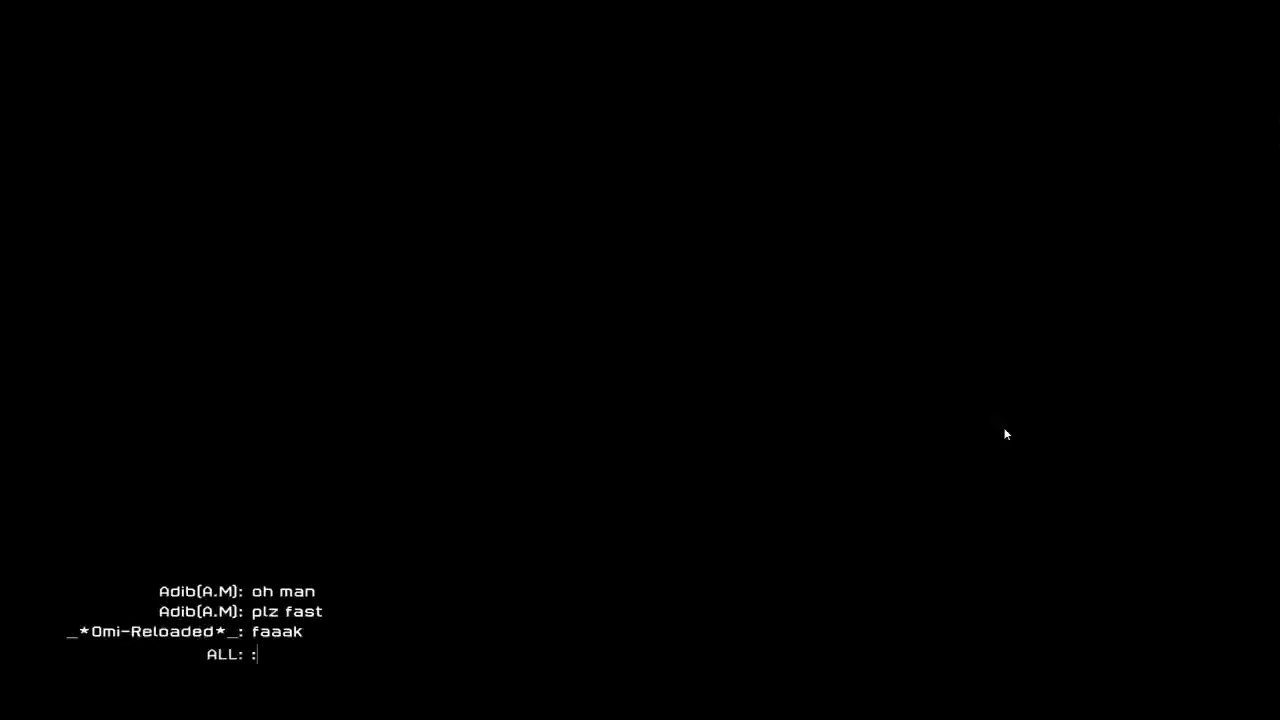 Adib(A.M): oh man
Adib(A.M): plz fast
_*Omi-Reloaded*_: faaak
ALL: :